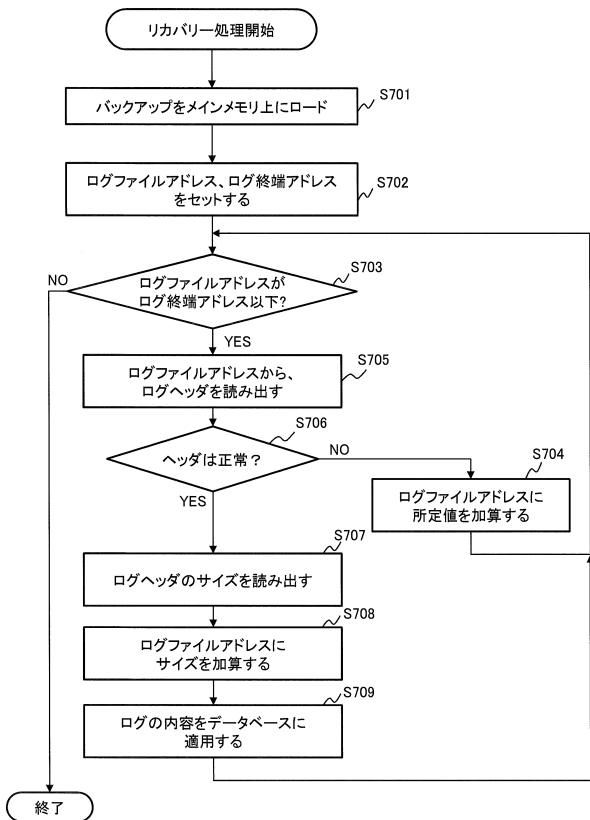 リカバリー処理開始
バックアップをメインメモリ上にロード
S701
ログファイルアドレス、ログ終端アドレス
をセットする
S702
ログファイルアドレスが
ログ終端アドレス以下?
S703
NO
YES
ログファイルアドレスから、
ログヘッダを読み出す
S705
ヘッダは正常？
S706
NO
YES
ログファイルアドレスに
所定値を加算する
S704
ログヘッダのサイズを読み出す
S707
ログファイルアドレスに
サイズを加算する
S708
ログの内容をデータベースに
適用する
S709
終了